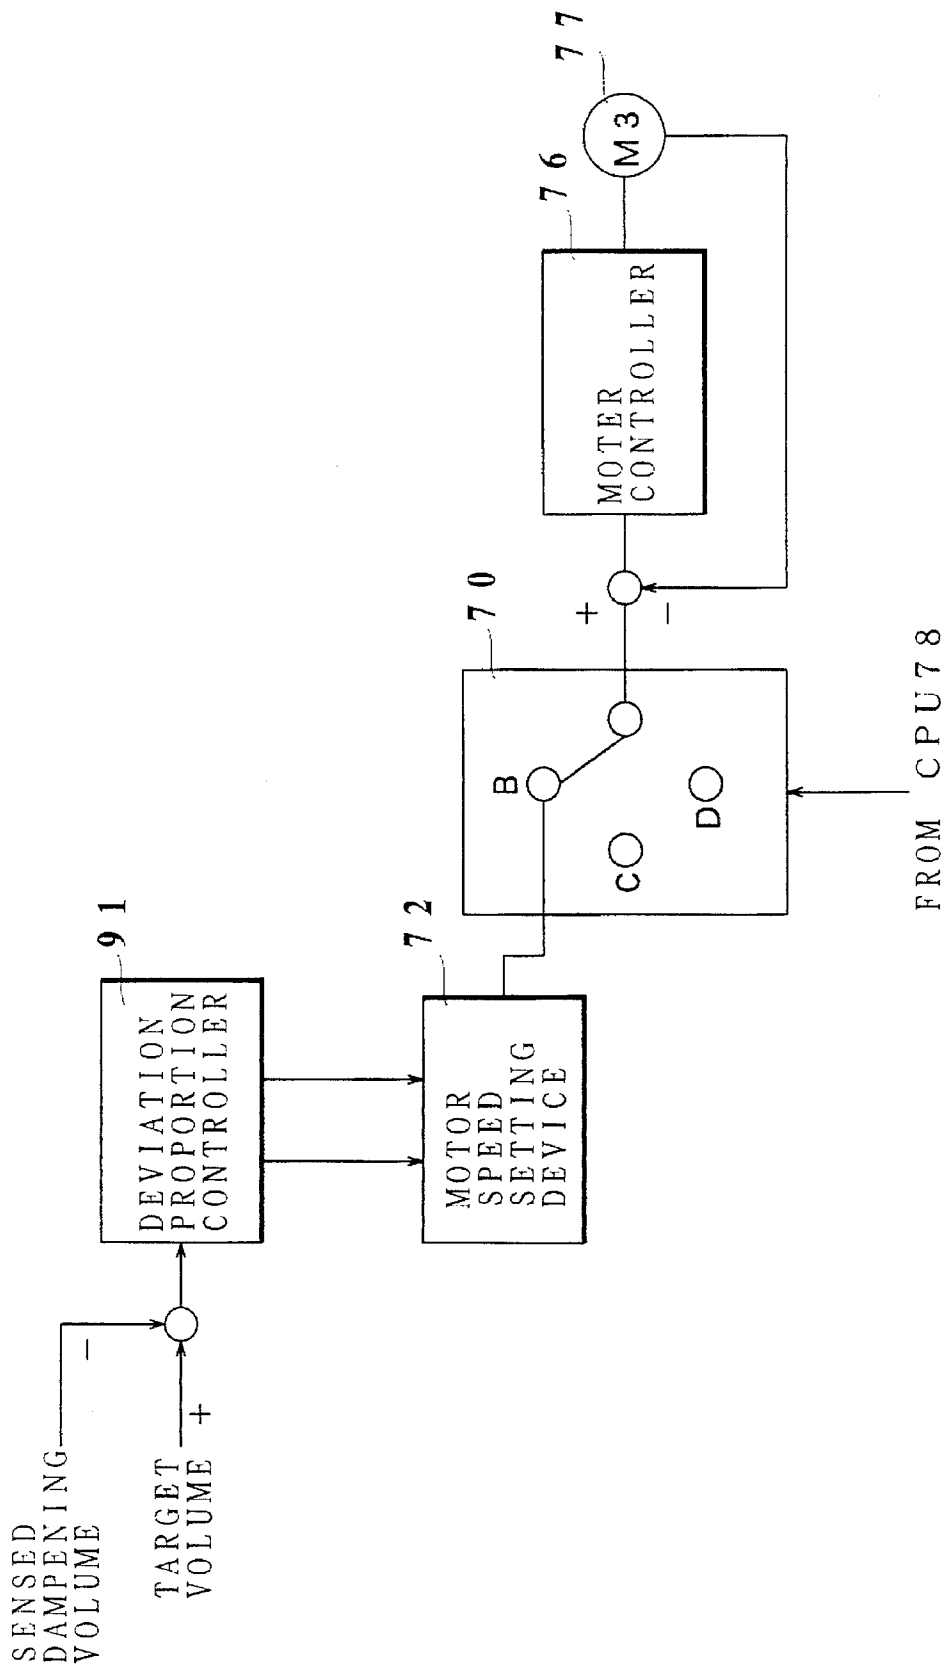 SENSED
DAMPENING
VOLUME
−
TARGET
VOLUME
+
91
DEVIATION
PROPORTION
CONTROLLER
72
MOTOR
SPEED
SETTING
DEVICE
70
B
C
D
FROM CPU78
+
−
76
MOTER
CONTROLLER
77
M3